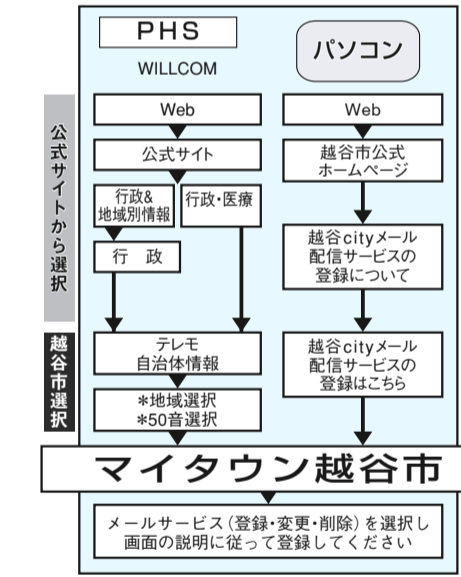 PHS
WILLCOM
Web
公式サイト
行政&
地域別情報
行政・医療
行　政
テレモ
自治体情報
*地域選択
*50音選択
パソコン
Web
越谷市公式
ホームページ
越谷cityメール
配信サービスの
登録について
越谷cityメール
配信サービスの
登録はこちら
公式サイトから選択
越谷市選択
マイタウン越谷市
メールサービス(登録・変更・削除)を選択し
画面の説明に従って登録してください